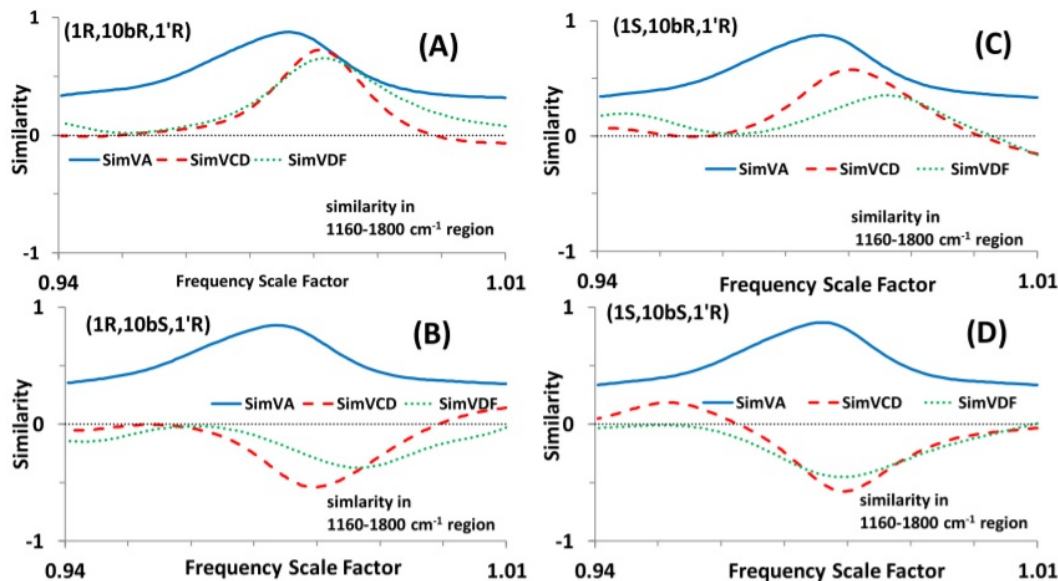 1
(1R,10bR,1'R)
(A)
Similarity
0
SimVA SimVCD SimVDF
similarity in
1160-1800 cm-1 region
-1
0.94 Frequency Scale Factor 1.01
1
(1S,10bR,1'R)
(C)
Similarity
0
SimVA SimVCD SimVDF
similarity in
1160-1800 cm-1 region
-1
0.94 Frequency Scale Factor 1.01
1
(1R,10bS,1'R)
(B)
Similarity
0
SimVA SimVCD SimVDF
simlarity in
1160-1800 cm-1 region
-1
0.94 Frequency Scale Factor 1.01
1
(1S,10bS,1'R)
(D)
Similarity
0
SimVA SimVCD SimVDF
simlarity in
1160-1800 cm-1 region
-1
0.94 Frequency Scale Factor 1.01